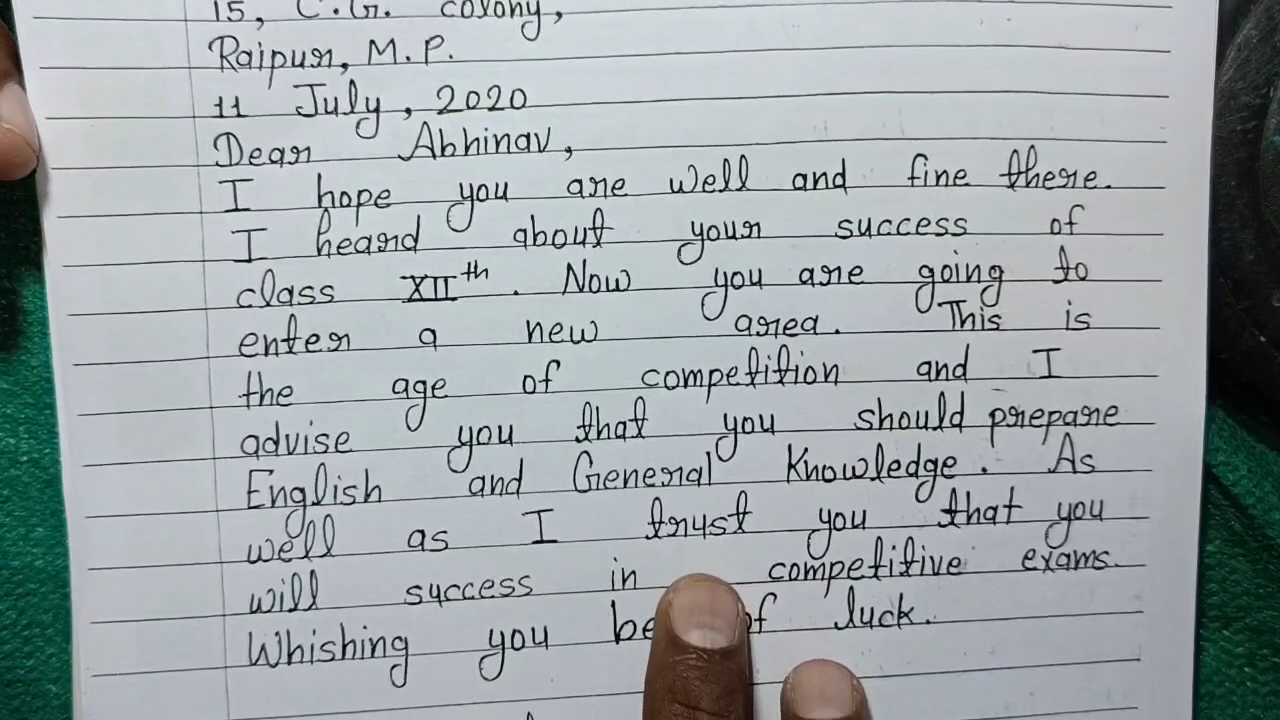 15, C.G. colony,
Raipur, M.P.
11 July, 2020
Dear Abhinav,
I hope you are well and fine there.
I heard about your success of
class XIIth. Now you are going to
enter a new area. This is
the age of competition and I
advise you that you should prepare
English and General Knowledge. As
well as I trust you that you
will success in competitive exams.
Whishing you of luck.